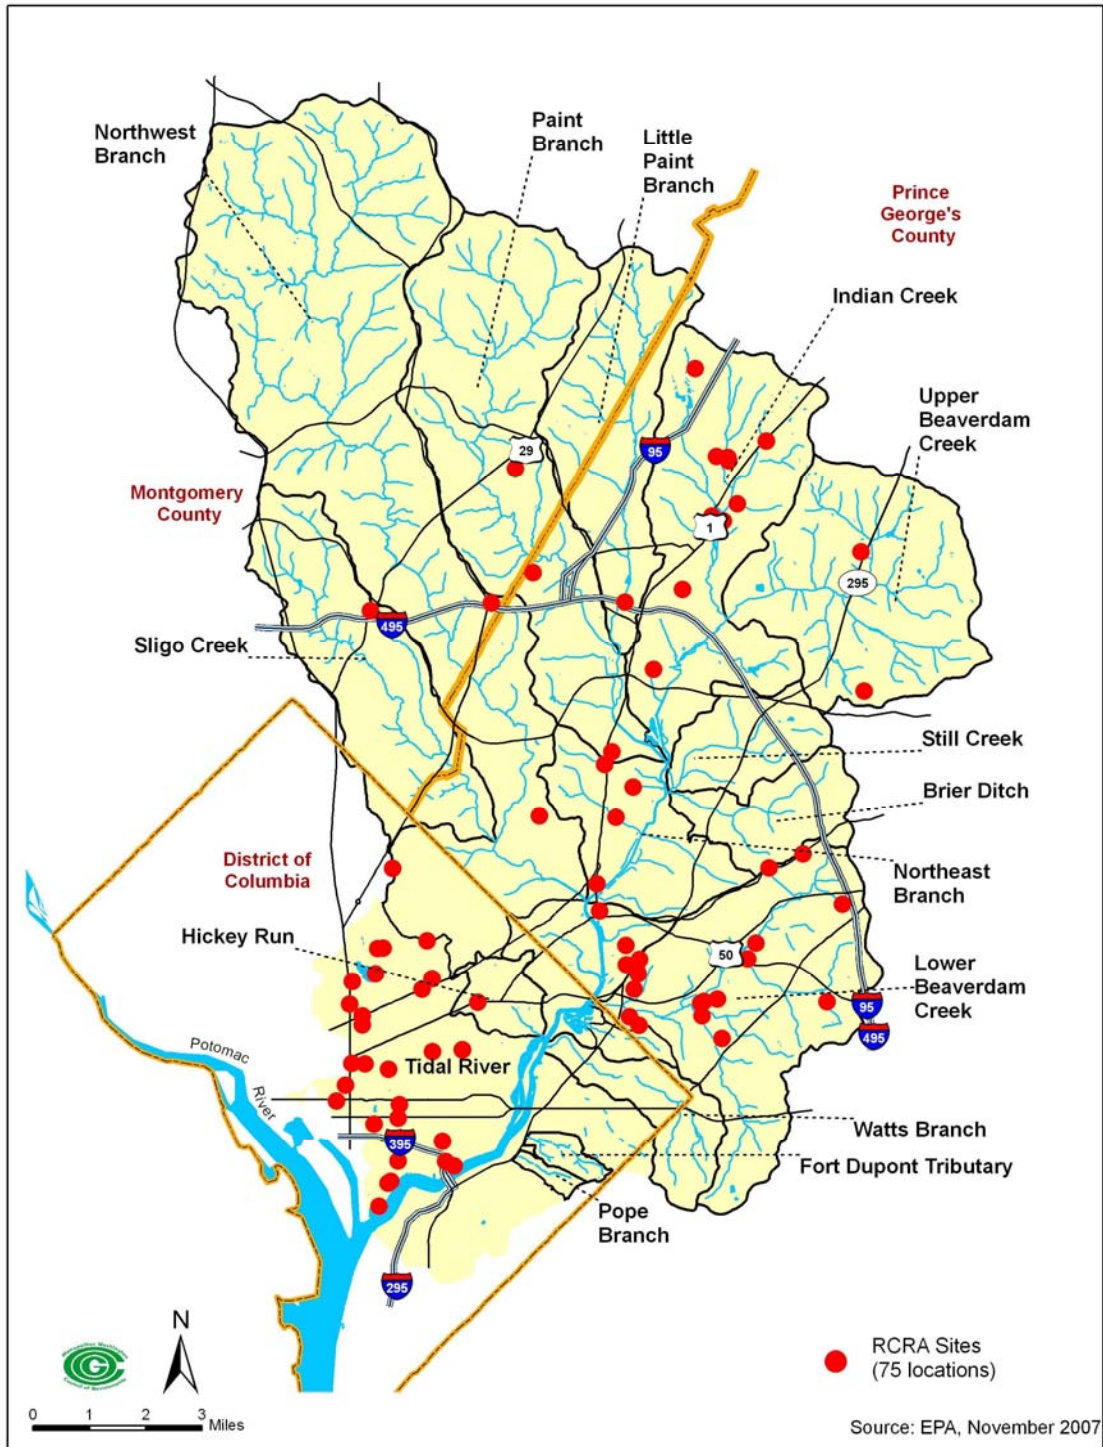 Northwest
Branch
Paint
Branch
Little
Paint
Branch
Prince
George's
County
Indian Creek
Upper
Beaverdam
Creek
29
95
Montgomery
County
1
295
495
Sligo Creek
Still Creek
Brier Ditch
District of
Columbia
Northeast
Branch
Hickey Run
50
Lower
Beaverdam
Creek
95
495
Potomac
River
Tidal River
395
Watts Branch
Fort Dupont Tributary
Pope
Branch
295
N
RCRA Sites
(75 locations)
0 1 2 3 Miles
Source: EPA, November 2007